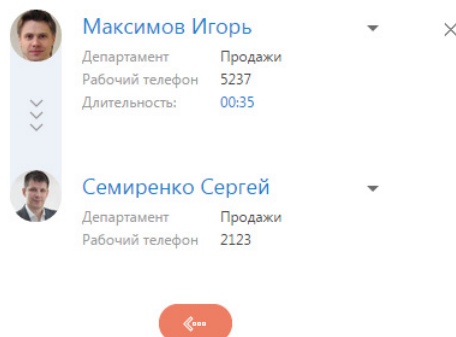 Максимов Игорь
Департамент Продажи
Рабочий телефон 5237
Длительность: 00:35
Семиренко Сергей
Департамент Продажи
Рабочий телефон 2123